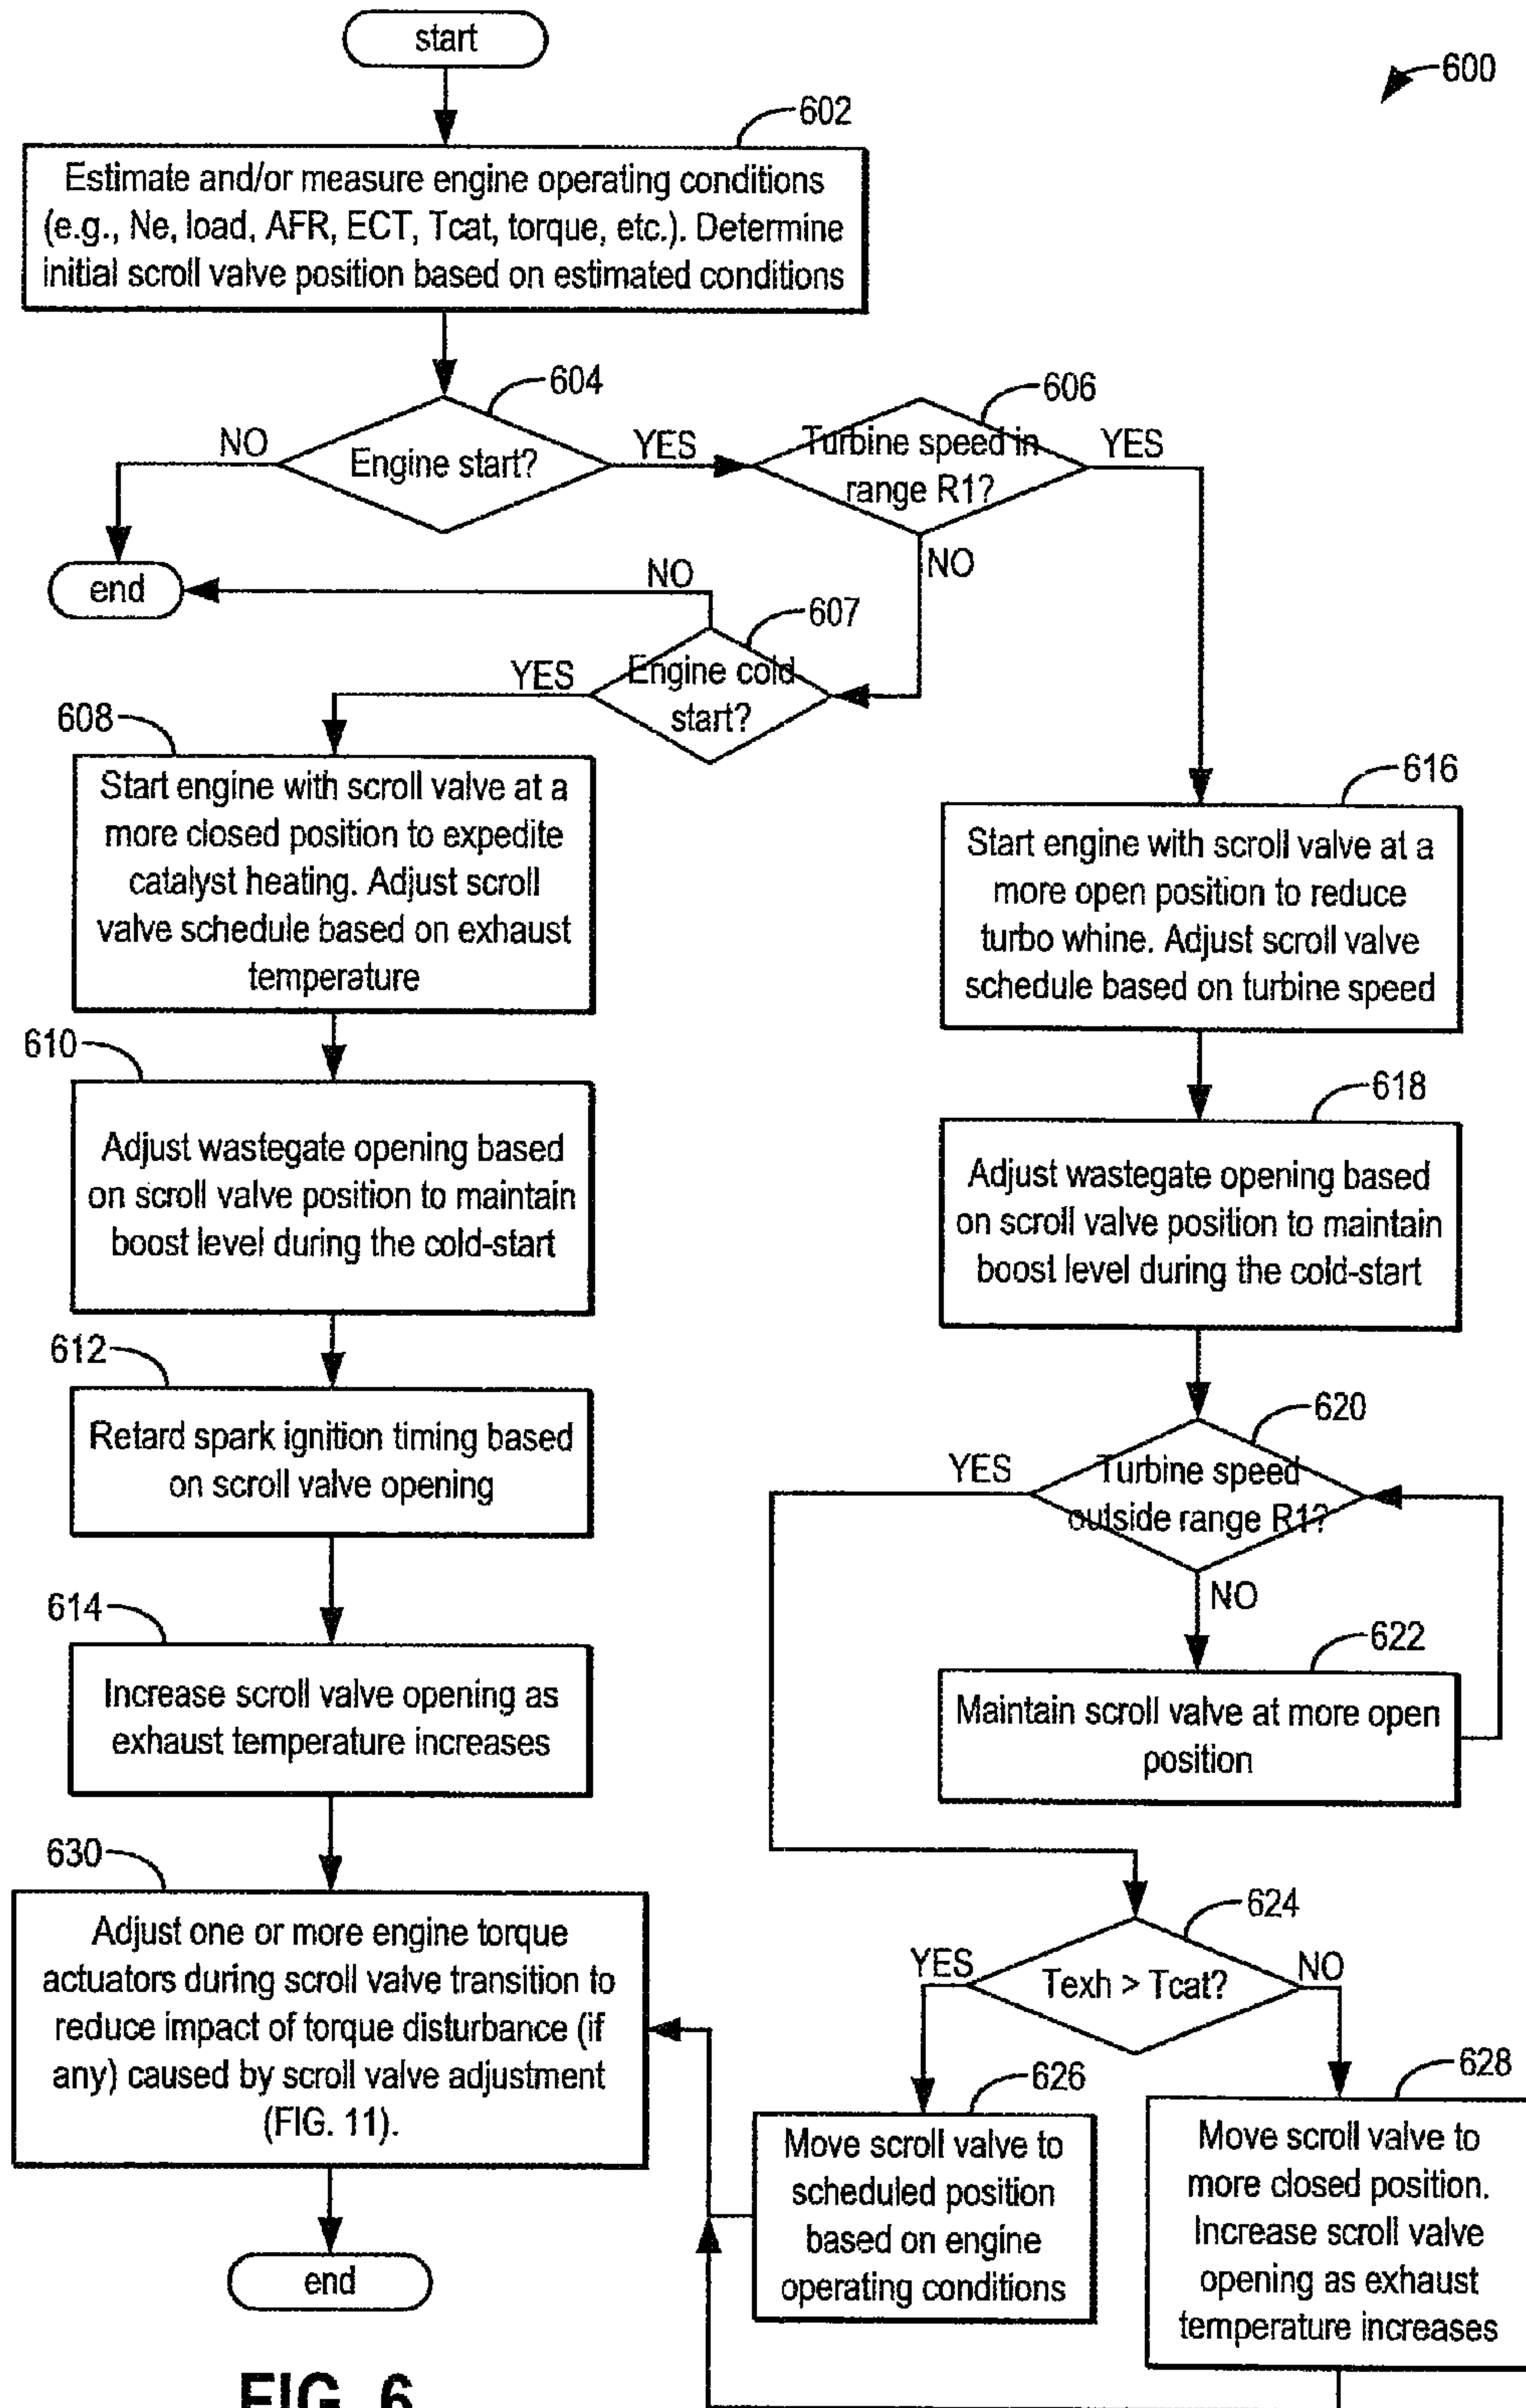 start
600
602
Estimate and/or measure engine operating conditions
(e.g., Ne, load, AFR, ECT, Tcat, torque, etc.). Determine
initial scroll valve position based on estimated conditions
604
606
NO
Engine start?
YES
Turbine speed in
range R1?
YES
NO
end
NO
607
YES
Engine cold
start?
608
Start engine with scroll valve at a
more closed position to expedite
catalyst heating. Adjust scroll
valve schedule based on exhaust
temperature
616
Start engine with scroll valve at a
more open position to reduce
turbo whine. Adjust scroll valve
schedule based on turbine speed
610
Adjust wastegate opening based
on scroll valve position to maintain
boost level during the cold-start
618
Adjust wastegate opening based
on scroll valve position to maintain
boost level during the cold-start
612
Retard spark ignition timing based
on scroll valve opening
620
YES
Turbine speed
outside range R1?
NO
614
Increase scroll valve opening as
exhaust temperature increases
622
Maintain scroll valve at more open
position
630
Adjust one or more engine torque
actuators during scroll valve transition to
reduce impact of torque disturbance (if
any) caused by scroll valve adjustment
(FIG. 11).
624
YES
Texh > Tcat?
NO
626
Move scroll valve to
scheduled position
based on engine
operating conditions
628
Move scroll valve to
more closed position.
Increase scroll valve
opening as exhaust
temperature increases
end
FIG. 6